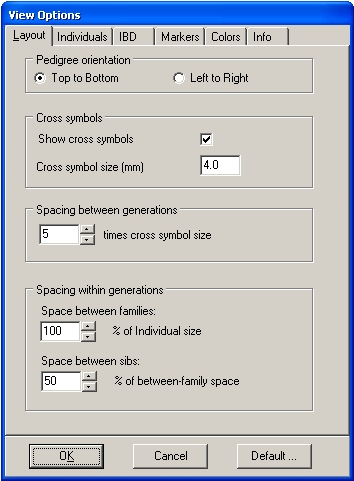 View Options
Layout Individuals IBD Markers Colors Info
Pedigree orientation
Top to Bottom Left to Right
Cross symbols
Show cross symbols
Cross symbol size (mm) 4.0
Spacing between generations
5 times cross symbol size
Spacing within generations
Space between families:
100 % of Individual size
Space between sibs:
50 % of between-family space
OK Cancel Default ...